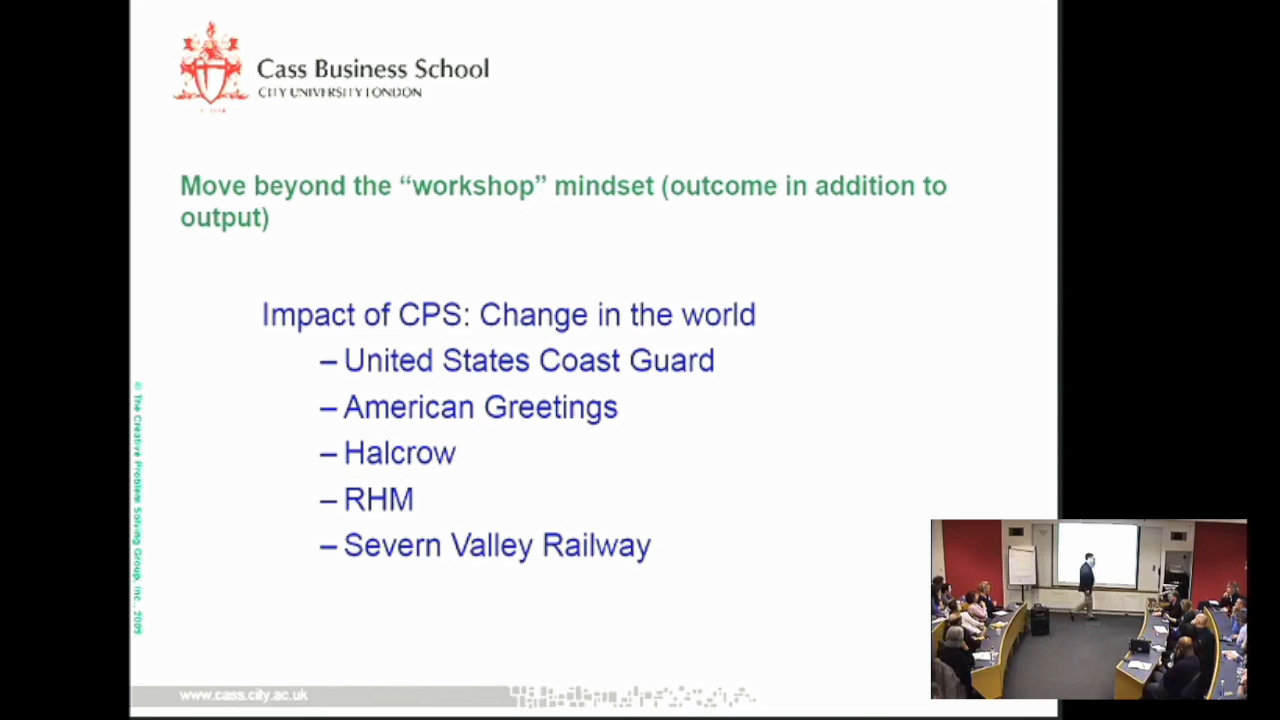 Cass Business School
CITY UNIVERSITY LONDON
Move beyond the “workshop” mindset (outcome in addition to
output)
Impact of CPS: Change in the world
– United States Coast Guard
– American Greetings
– Halcrow
– RHM
– Severn Valley Railway
© The Creative Problem Solving Group, Inc., 2009
www.cass.city.ac.uk